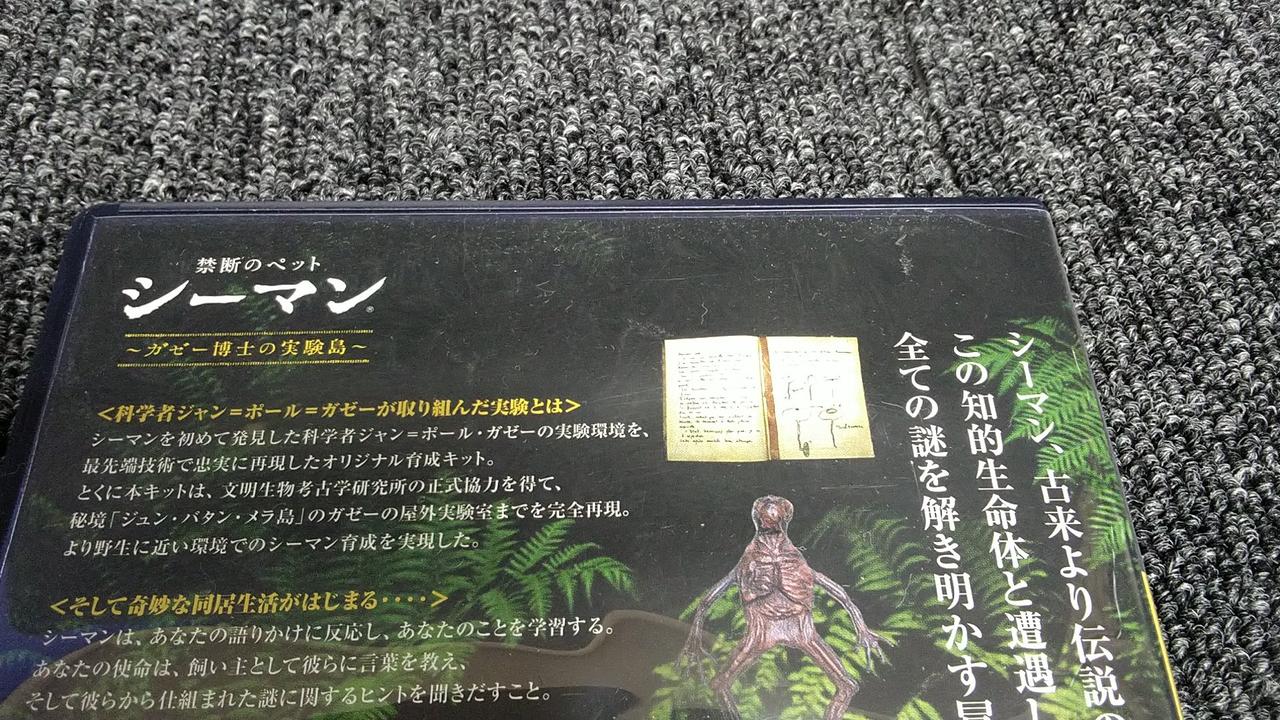 禁断のペット
シーマン®
～ガゼー博士の実験島～
＜科学者ジャン＝ポール＝ガゼーが取り組んだ実験とは＞
シーマンを初めて発見した科学者ジャン＝ポール・ガゼーの実験環境を、
最先端技術で忠実に再現したオリジナル育成キット。
とくに本キットは、文明生物考古学研究所の正式協力を得て、
秘境「ジュン・バタン・メラ島」のガゼーの屋外実験室までを完全再現。
より野生に近い環境でのシーマン育成を実現した。
＜そして奇妙な同居生活がはじまる‥‥＞
シーマンは、あなたの語りかけに反応し、あなたのことを学習する。
あなたの使命は、飼い主として彼らに言葉を教え、
そして彼らから仕組まれた謎に関するヒントを聞きだすこと。
シーマン、古来より伝説の
この知的生命体と遭遇し
全ての謎を解き明かす